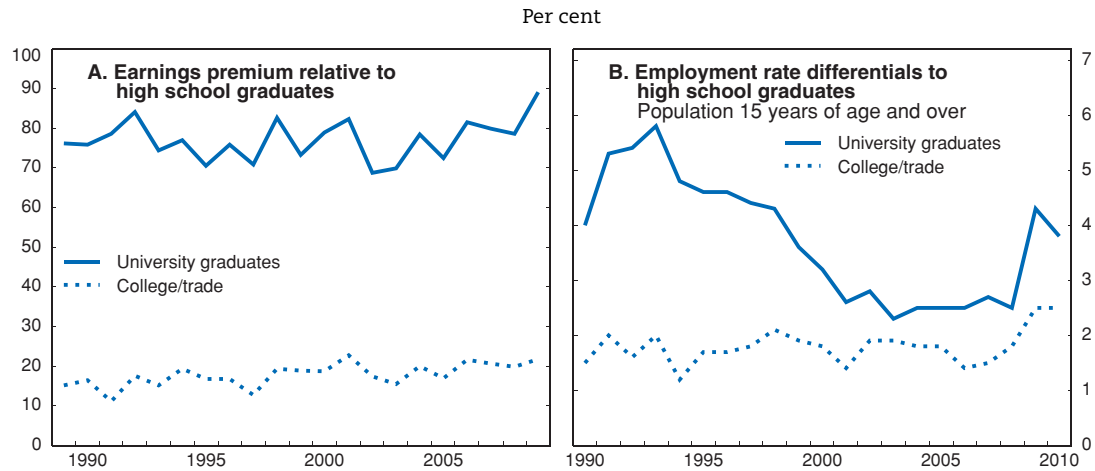 Per cent
A. Earnings premium relative to
high school graduates
100
90
80
70
60
50
40
30
20
10
0
University graduates
College/trade
1990 1995 2000 2005
B. Employment rate differentials to
high school graduates
Population 15 years of age and over
University graduates
College/trade
7
6
5
4
3
2
1
0
1990 1995 2000 2005 2010